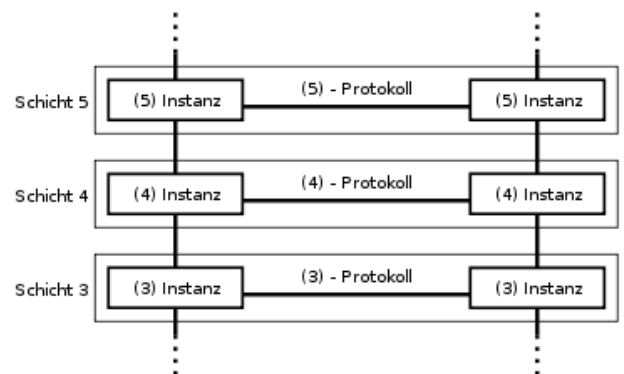 (5) - Protokoll
Schicht 5 (5) Instanz (5) Instanz
(4) - Protokoll
Schicht 4 (4) Instanz (4) Instanz
(3) - Protokoll
Schicht 3 (3) Instanz (3) Instanz